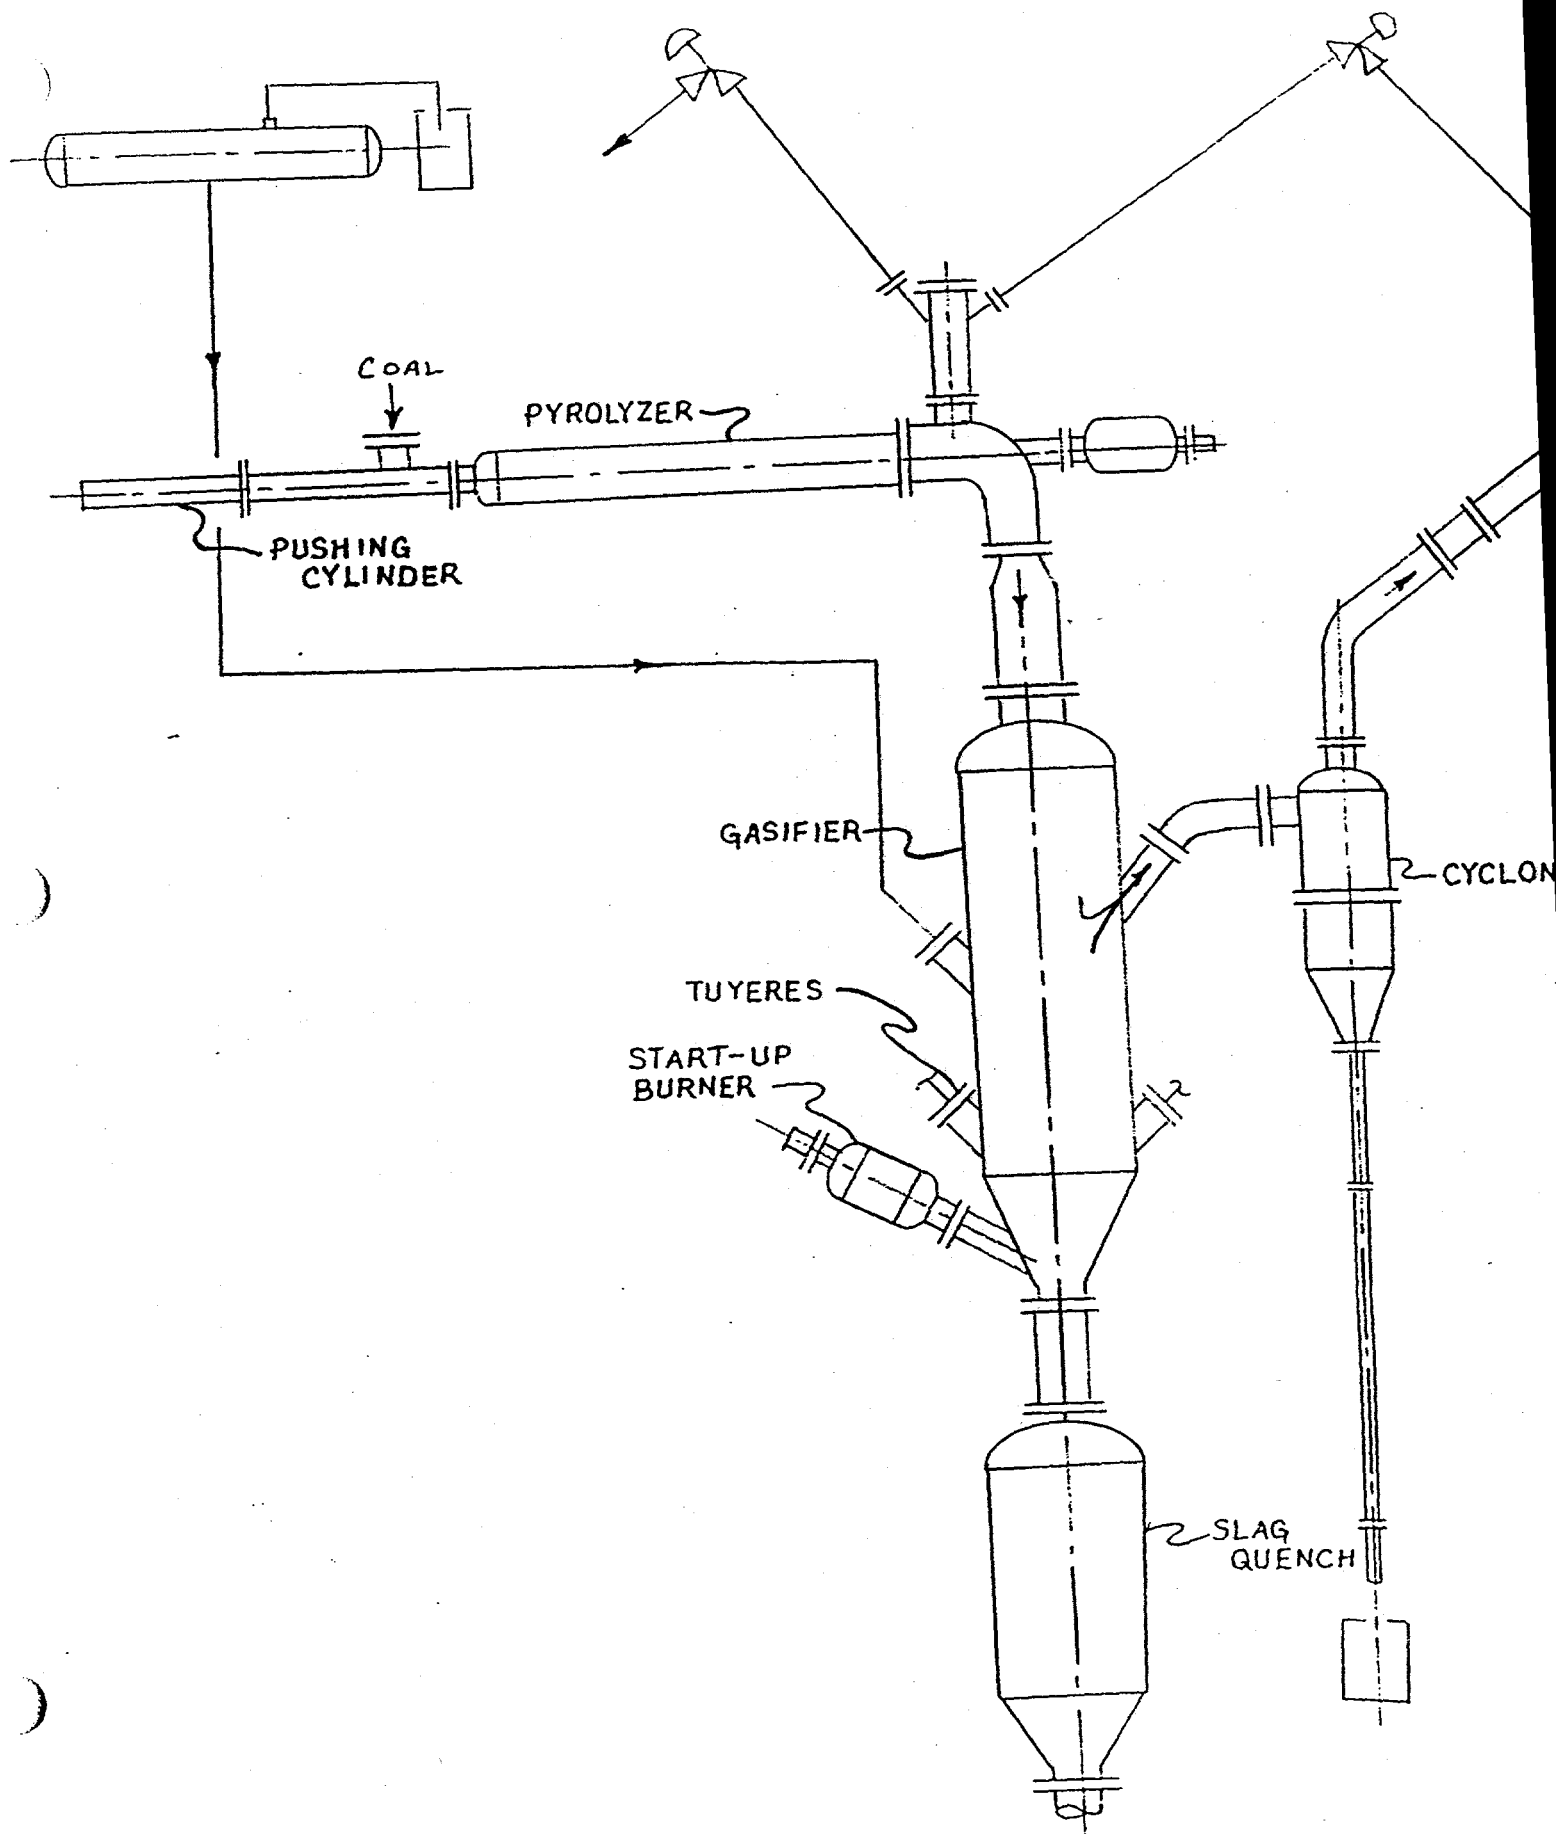 COAL
PYROLYZER
PUSHING
CYLINDER
GASIFIER
CYCLON
TUYERES
START-UP
BURNER
SLAG
QUENCH